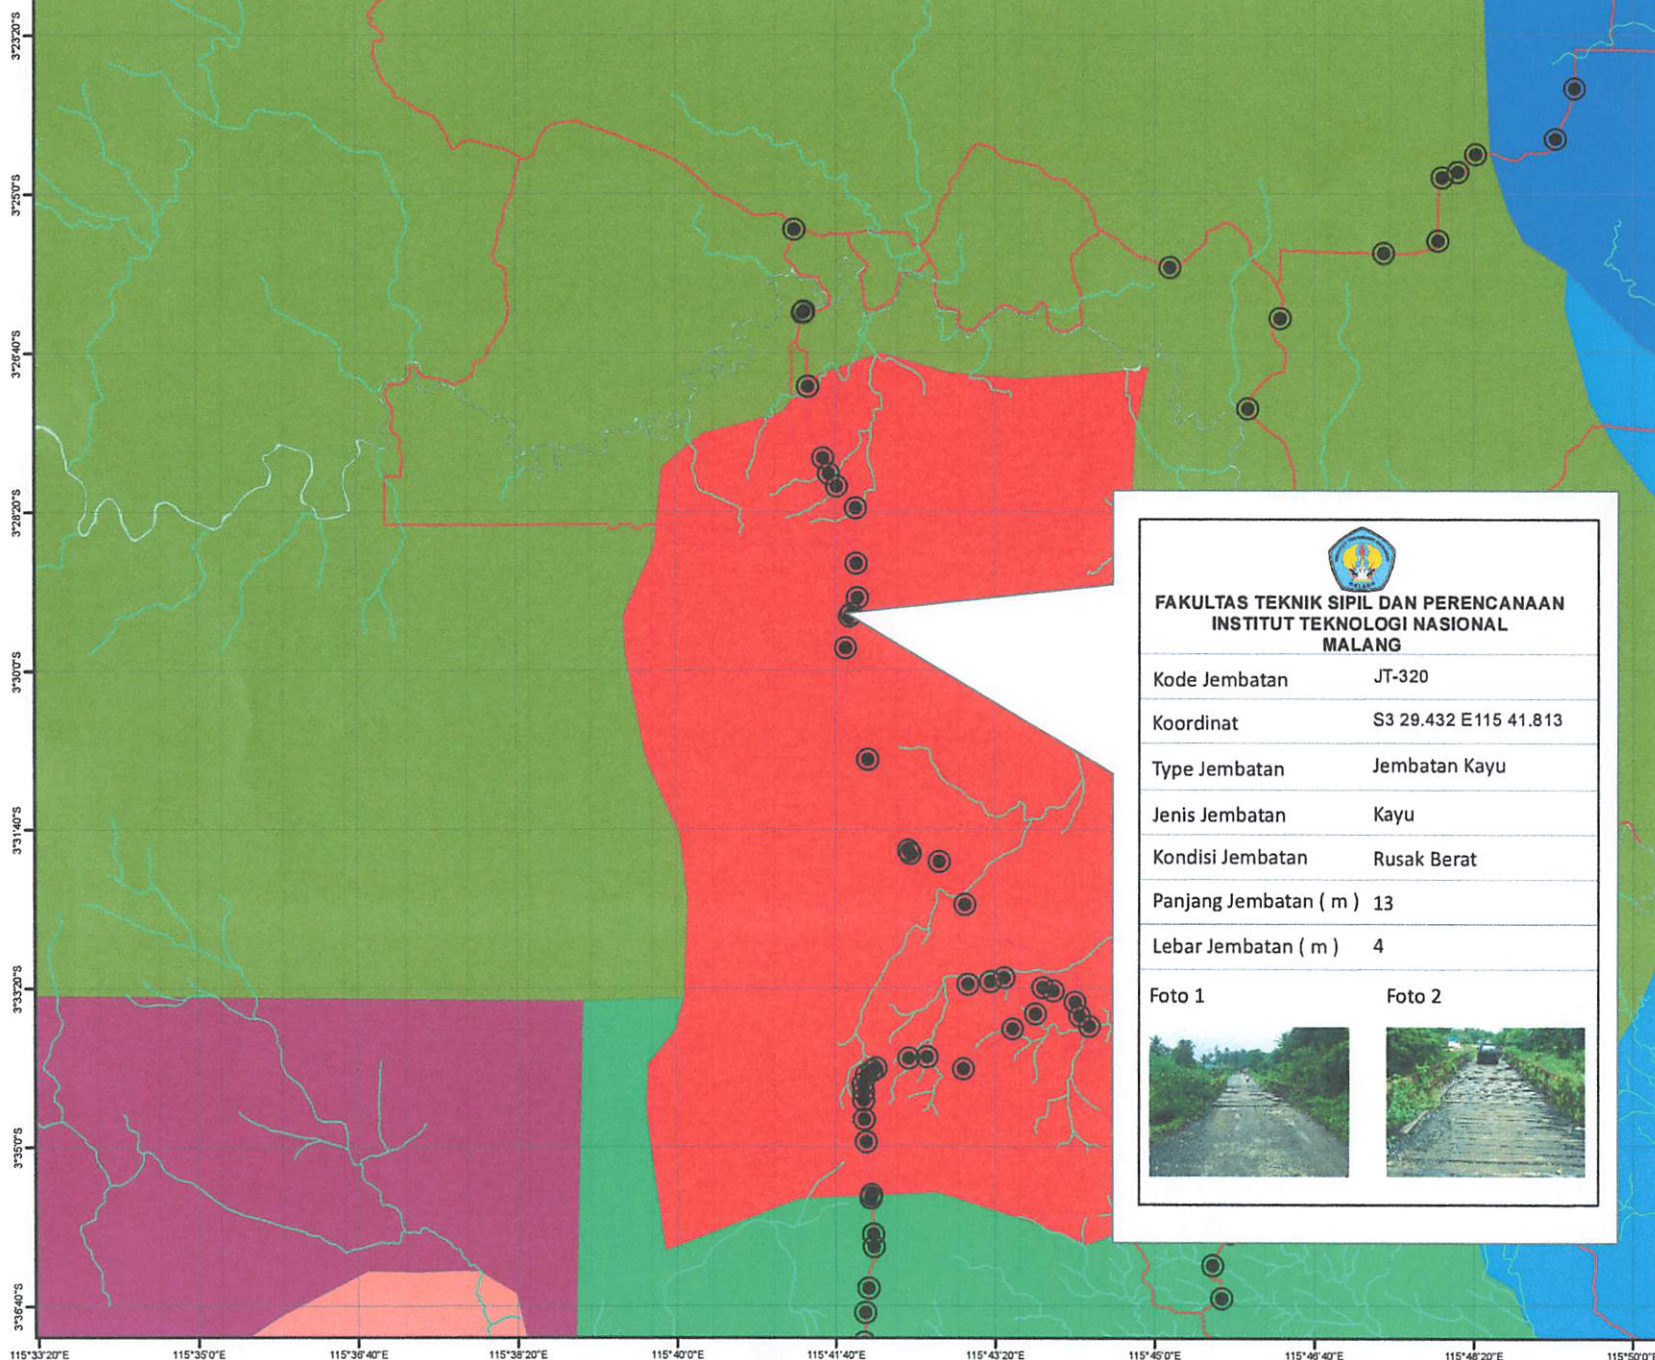 3°23'20"S
3°25'0"S
3°26'40"S
3°28'20"S
3°30'0"S
3°31'40"S
3°33'20"S
3°35'0"S
3°36'40"S
FAKULTAS TEKNIK SIPIL DAN PERENCANAAN
INSTITUT TEKNOLOGI NASIONAL
MALANG
Kode Jembatan JT-320
Koordinat S3 29.432 E115 41.813
Type Jembatan Jembatan Kayu
Jenis Jembatan Kayu
Kondisi Jembatan Rusak Berat
Panjang Jembatan ( m ) 13
Lebar Jembatan ( m ) 4
Foto 1 Foto 2
115°33'20"E 115°35'0"E 115°36'40"E 115°38'20"E 115°40'0"E 115°41'40"E 115°43'20"E 115°45'0"E 115°46'40"E 115°48'20"E 115°50'0"E